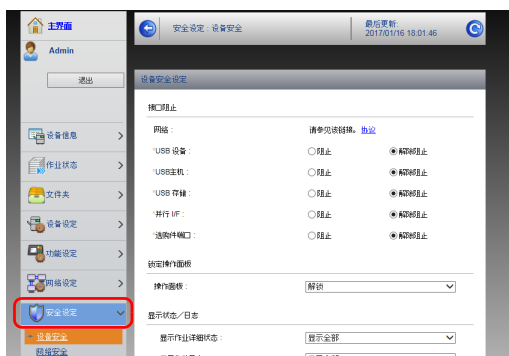 主界面
Admin
退出
设备信息
作业状态
文件夹
设备设定
功能设定
网络设定
安全设定
设备安全
网络安全
安全设定 : 设备安全
最后更新:
2017/01/16 18:01:46
设备安全设定
接口阻止
网络 : 请参见该链接。 协议
*USB 设备 : 阻止 解除阻止
*USB主机 : 阻止 解除阻止
*USB 存储 : 阻止 解除阻止
*并行 I/F : 阻止 解除阻止
*选购件端口 : 阻止 解除阻止
锁定操作面板
操作面板 : 解锁
显示状态／日志
显示作业详细状态 : 显示全部
显示全部